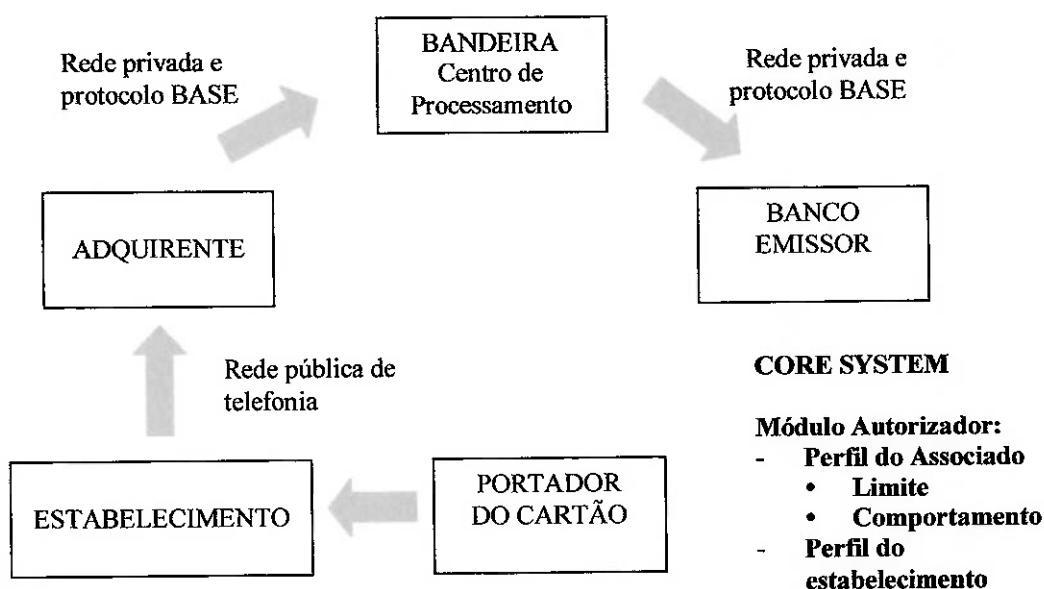 BANDEIRA
Centro de
Processamento
Rede privada e
protocolo BASE
Rede privada e
protocolo BASE
ADQUIRENTE
BANCO
EMISSOR
Rede pública de
telefonia
CORE SYSTEM
Módulo Autorizador:
- Perfil do Associado
• Limite
• Comportamento
- Perfil do
estabelecimento
ESTABELECIMENTO
PORTADOR
DO CARTÃO